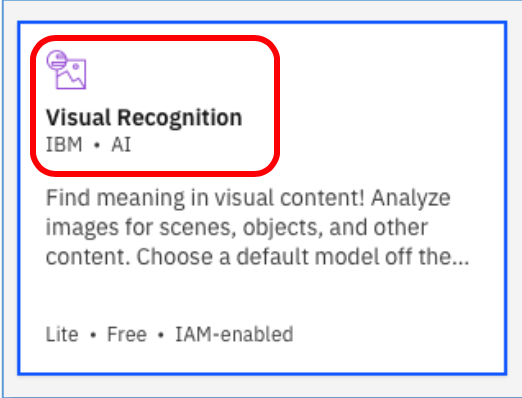 Visual Recognition
IBM • AI
Find meaning in visual content! Analyze
images for scenes, objects, and other
content. Choose a default model off the...
Lite • Free • IAM-enabled